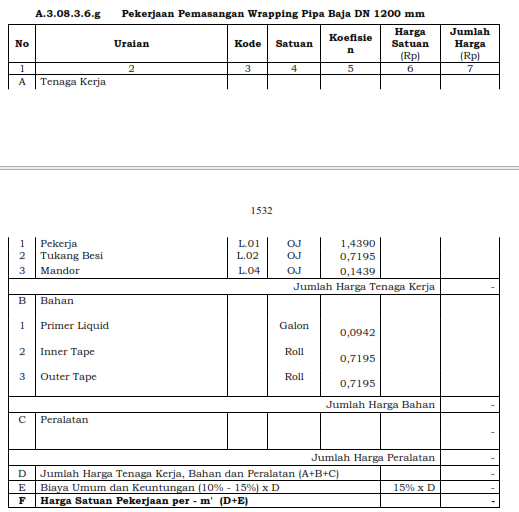 A.3.08.3.6.g Pekerjaan Pemasangan Wrapping Pipa Baja DN 1200 mm
No Uraian Kode Satuan Koefisie n Harga Satuan (Rp) Jumlah Harga (Rp)
1 2 3 4 5 6 7
A Tenaga Kerja
1532
1 Pekerja L.01 OJ 1,4390
2 Tukang Besi L.02 OJ 0,7195
3 Mandor L.04 OJ 0,1439
Jumlah Harga Tenaga Kerja -
B Bahan
1 Primer Liquid Galon 0,0942
2 Inner Tape Roll 0,7195
3 Outer Tape Roll 0,7195
Jumlah Harga Bahan -
C Peralatan
-
Jumlah Harga Peralatan -
D Jumlah Harga Tenaga Kerja, Bahan dan Peralatan (A+B+C) -
E Biaya Umum dan Keuntungan (10% - 15%) x D 15% x D -
F Harga Satuan Pekerjaan per - m' (D+E) -